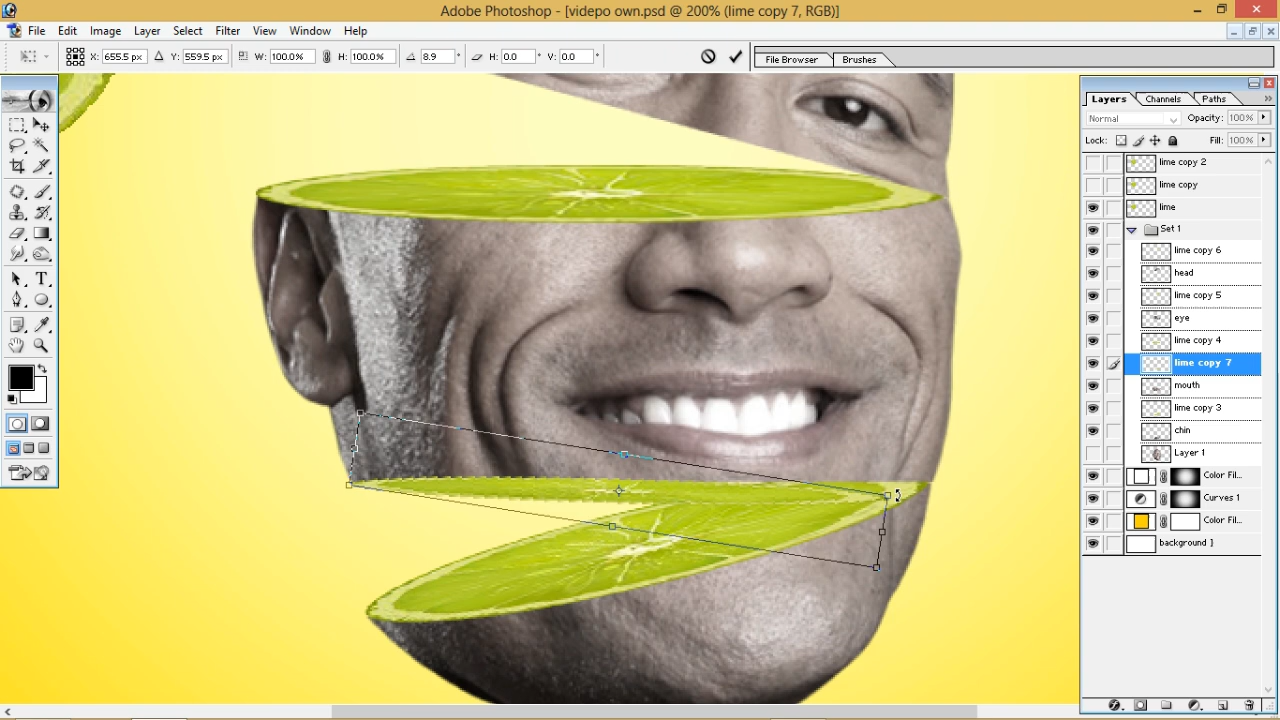 Adobe Photoshop - [videpo own.psd @ 200% (lime copy 7, RGB)]
File Edit Image Layer Select Filter View Window Help
X: 655.5 px Y: 559.5 px W: 100.0% H: 100.0% 8.9 ° H: 0.0 ° V: 0.0 ° File Browser Brushes
Layers Channels Paths
Normal Opacity: 100%
Lock: Fill: 100%
lime copy 2
lime copy
lime
Set 1
lime copy 6
head
lime copy 5
eye
lime copy 4
lime copy 7
mouth
lime copy 3
chin
Layer 1
Color Fil...
Curves 1
Color Fil...
background }